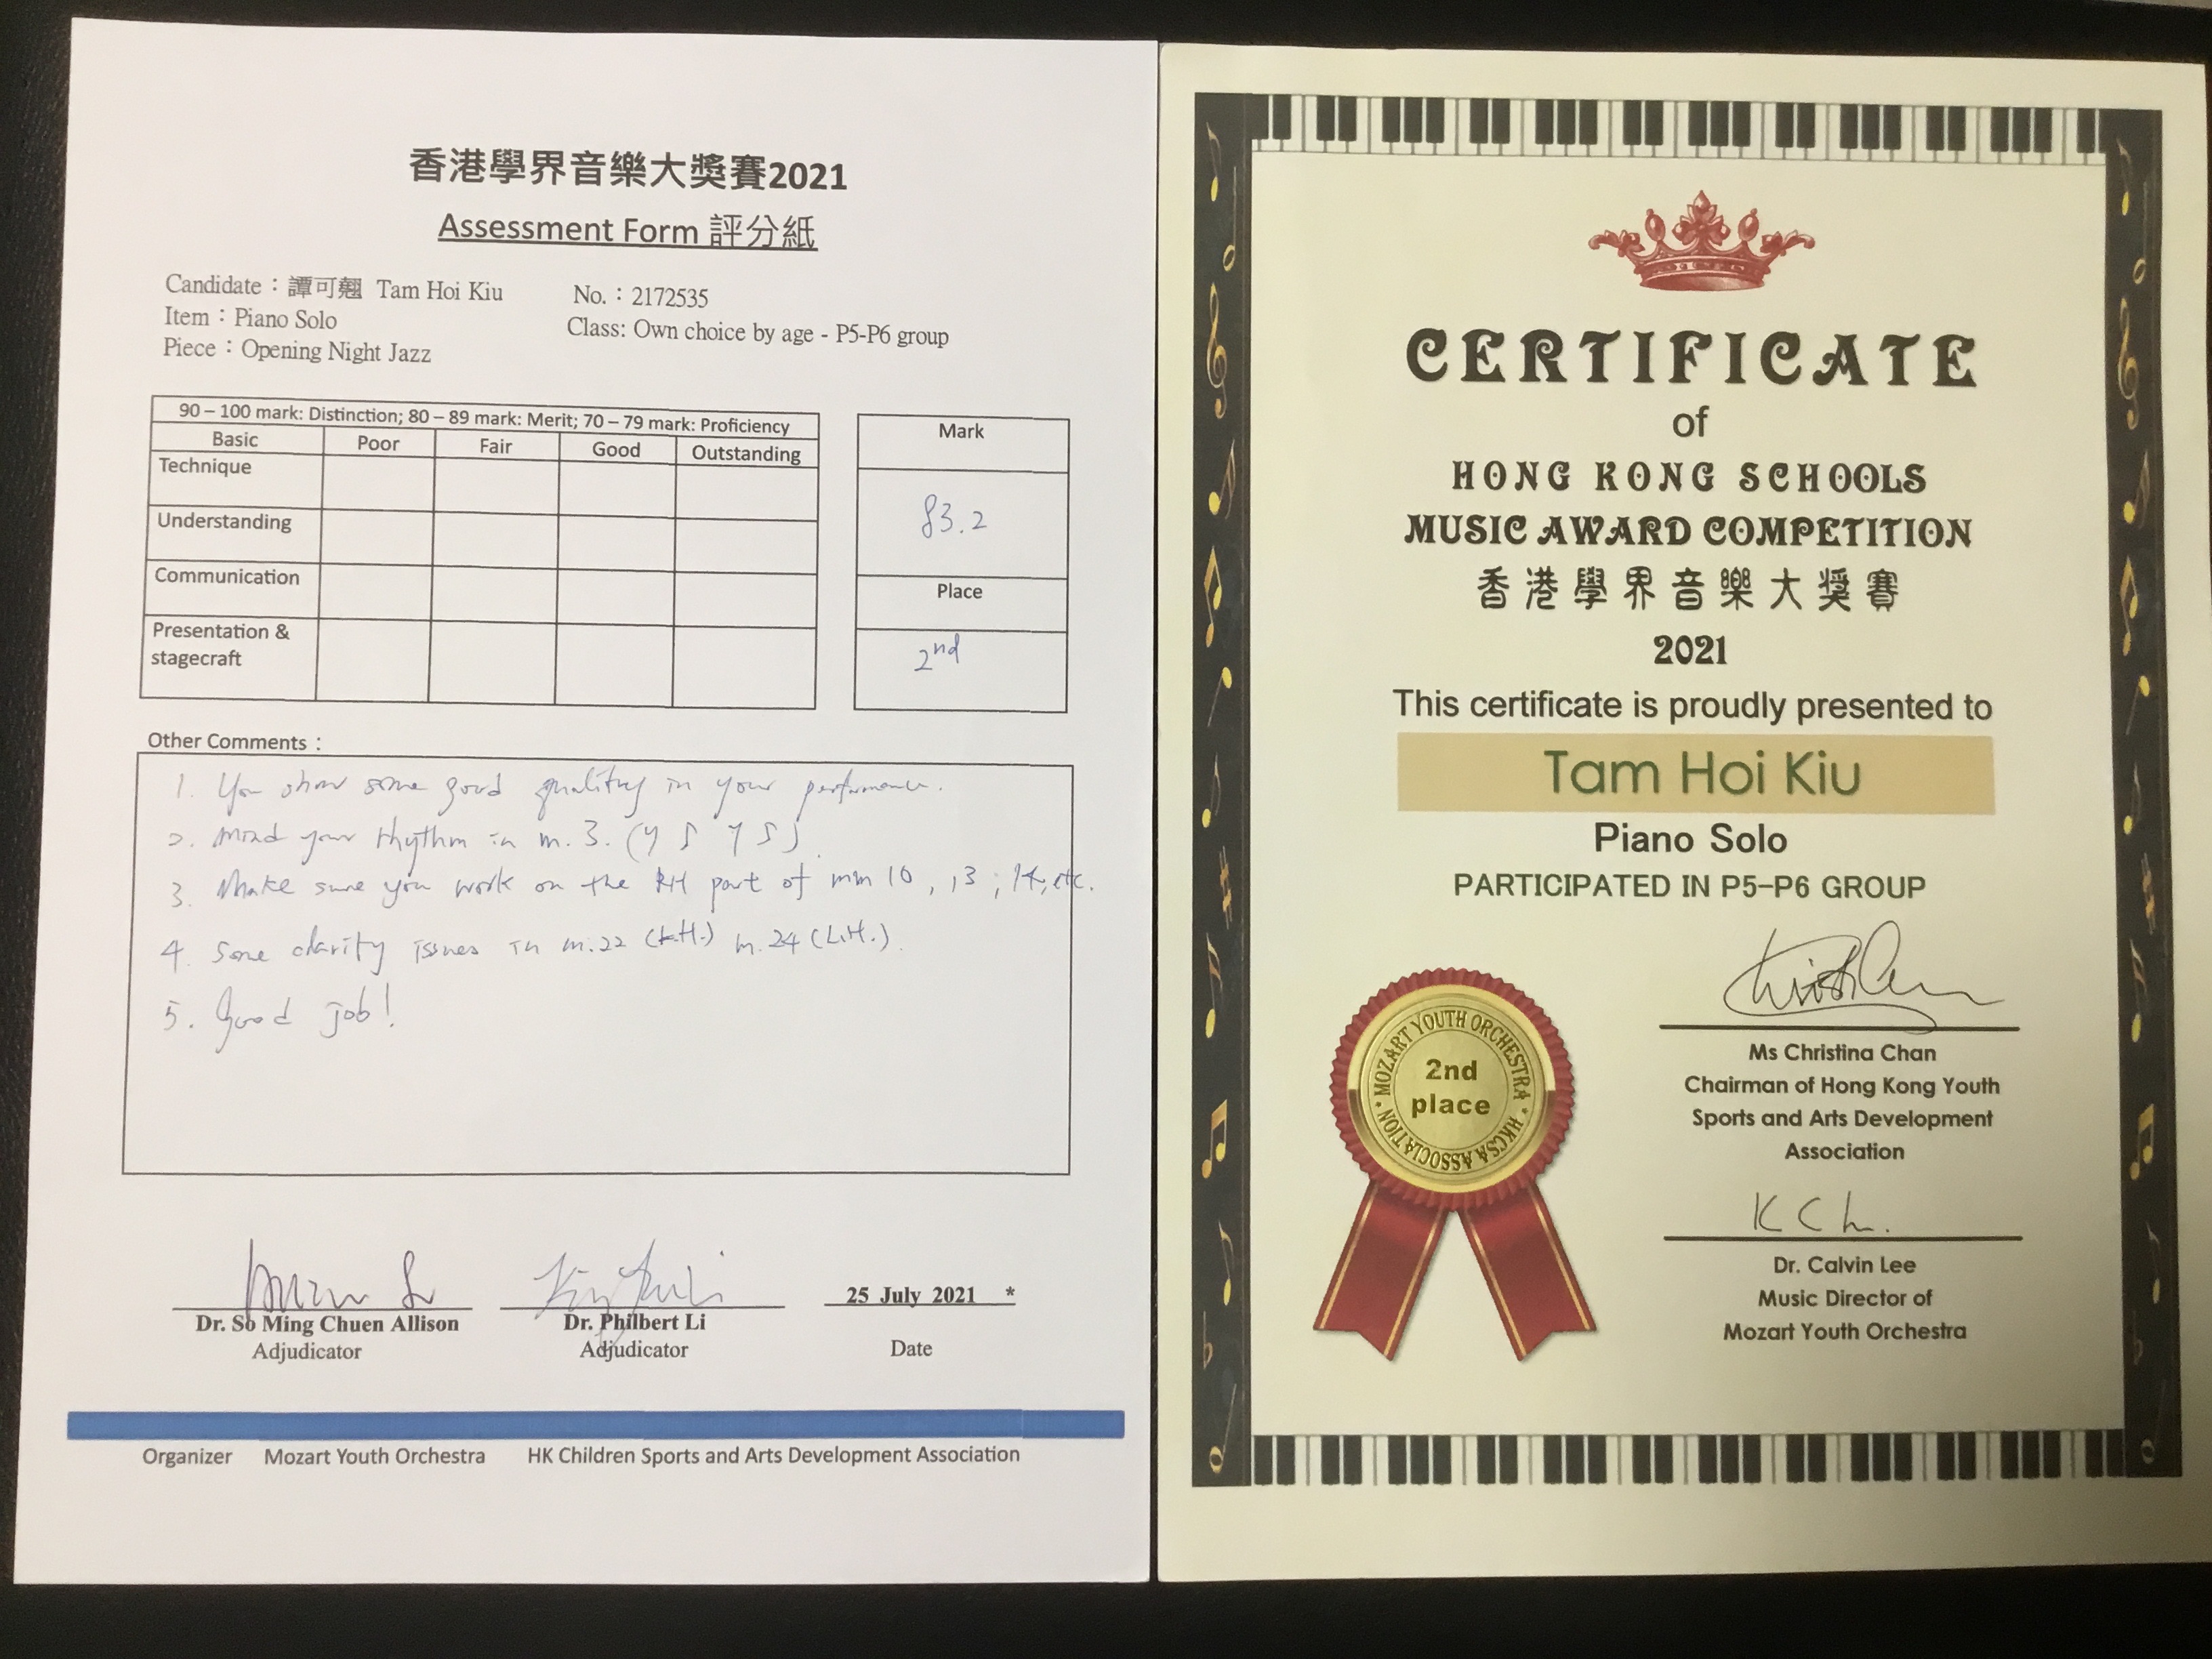 香港學界音樂大獎賽2021
Assessment Form 評分紙
Candidate：譚可翹 Tam Hoi Kiu
No.：2172535
Item：Piano Solo
Class: Own choice by age - P5-P6 group
Piece：Opening Night Jazz
90 – 100 mark: Distinction; 80 – 89 mark: Merit; 70 – 79 mark: Proficiency
Basic Poor Fair Good Outstanding
Technique
Understanding
Communication
Presentation &
stagecraft
Mark
83.2
Place
2nd
Other Comments：
1. You show some good quality in your performance.
2. Mind your rhythm in m. 3.
3. Make sure you work on the RH part of mm 10, 13, 14, etc.
4. Some clarity issues in m.22 m.24 (L.H.).
5. Good job!
Dr. So Ming Chuen Allison
Adjudicator
Dr. Philbert Li
Adjudicator
25 July 2021 *
Date
Organizer Mozart Youth Orchestra HK Children Sports and Arts Development Association
CERTIFICATE
of
HONG KONG SCHOOLS
MUSIC AWARD COMPETITION
香港學界音樂大獎賽
2021
This certificate is proudly presented to
Tam Hoi Kiu
Piano Solo
PARTICIPATED IN P5-P6 GROUP
MOZART YOUTH ORCHESTRA • HKCSA ASSOCIATION •
2nd
place
Ms Christina Chan
Chairman of Hong Kong Youth
Sports and Arts Development
Association
Dr. Calvin Lee
Music Director of
Mozart Youth Orchestra